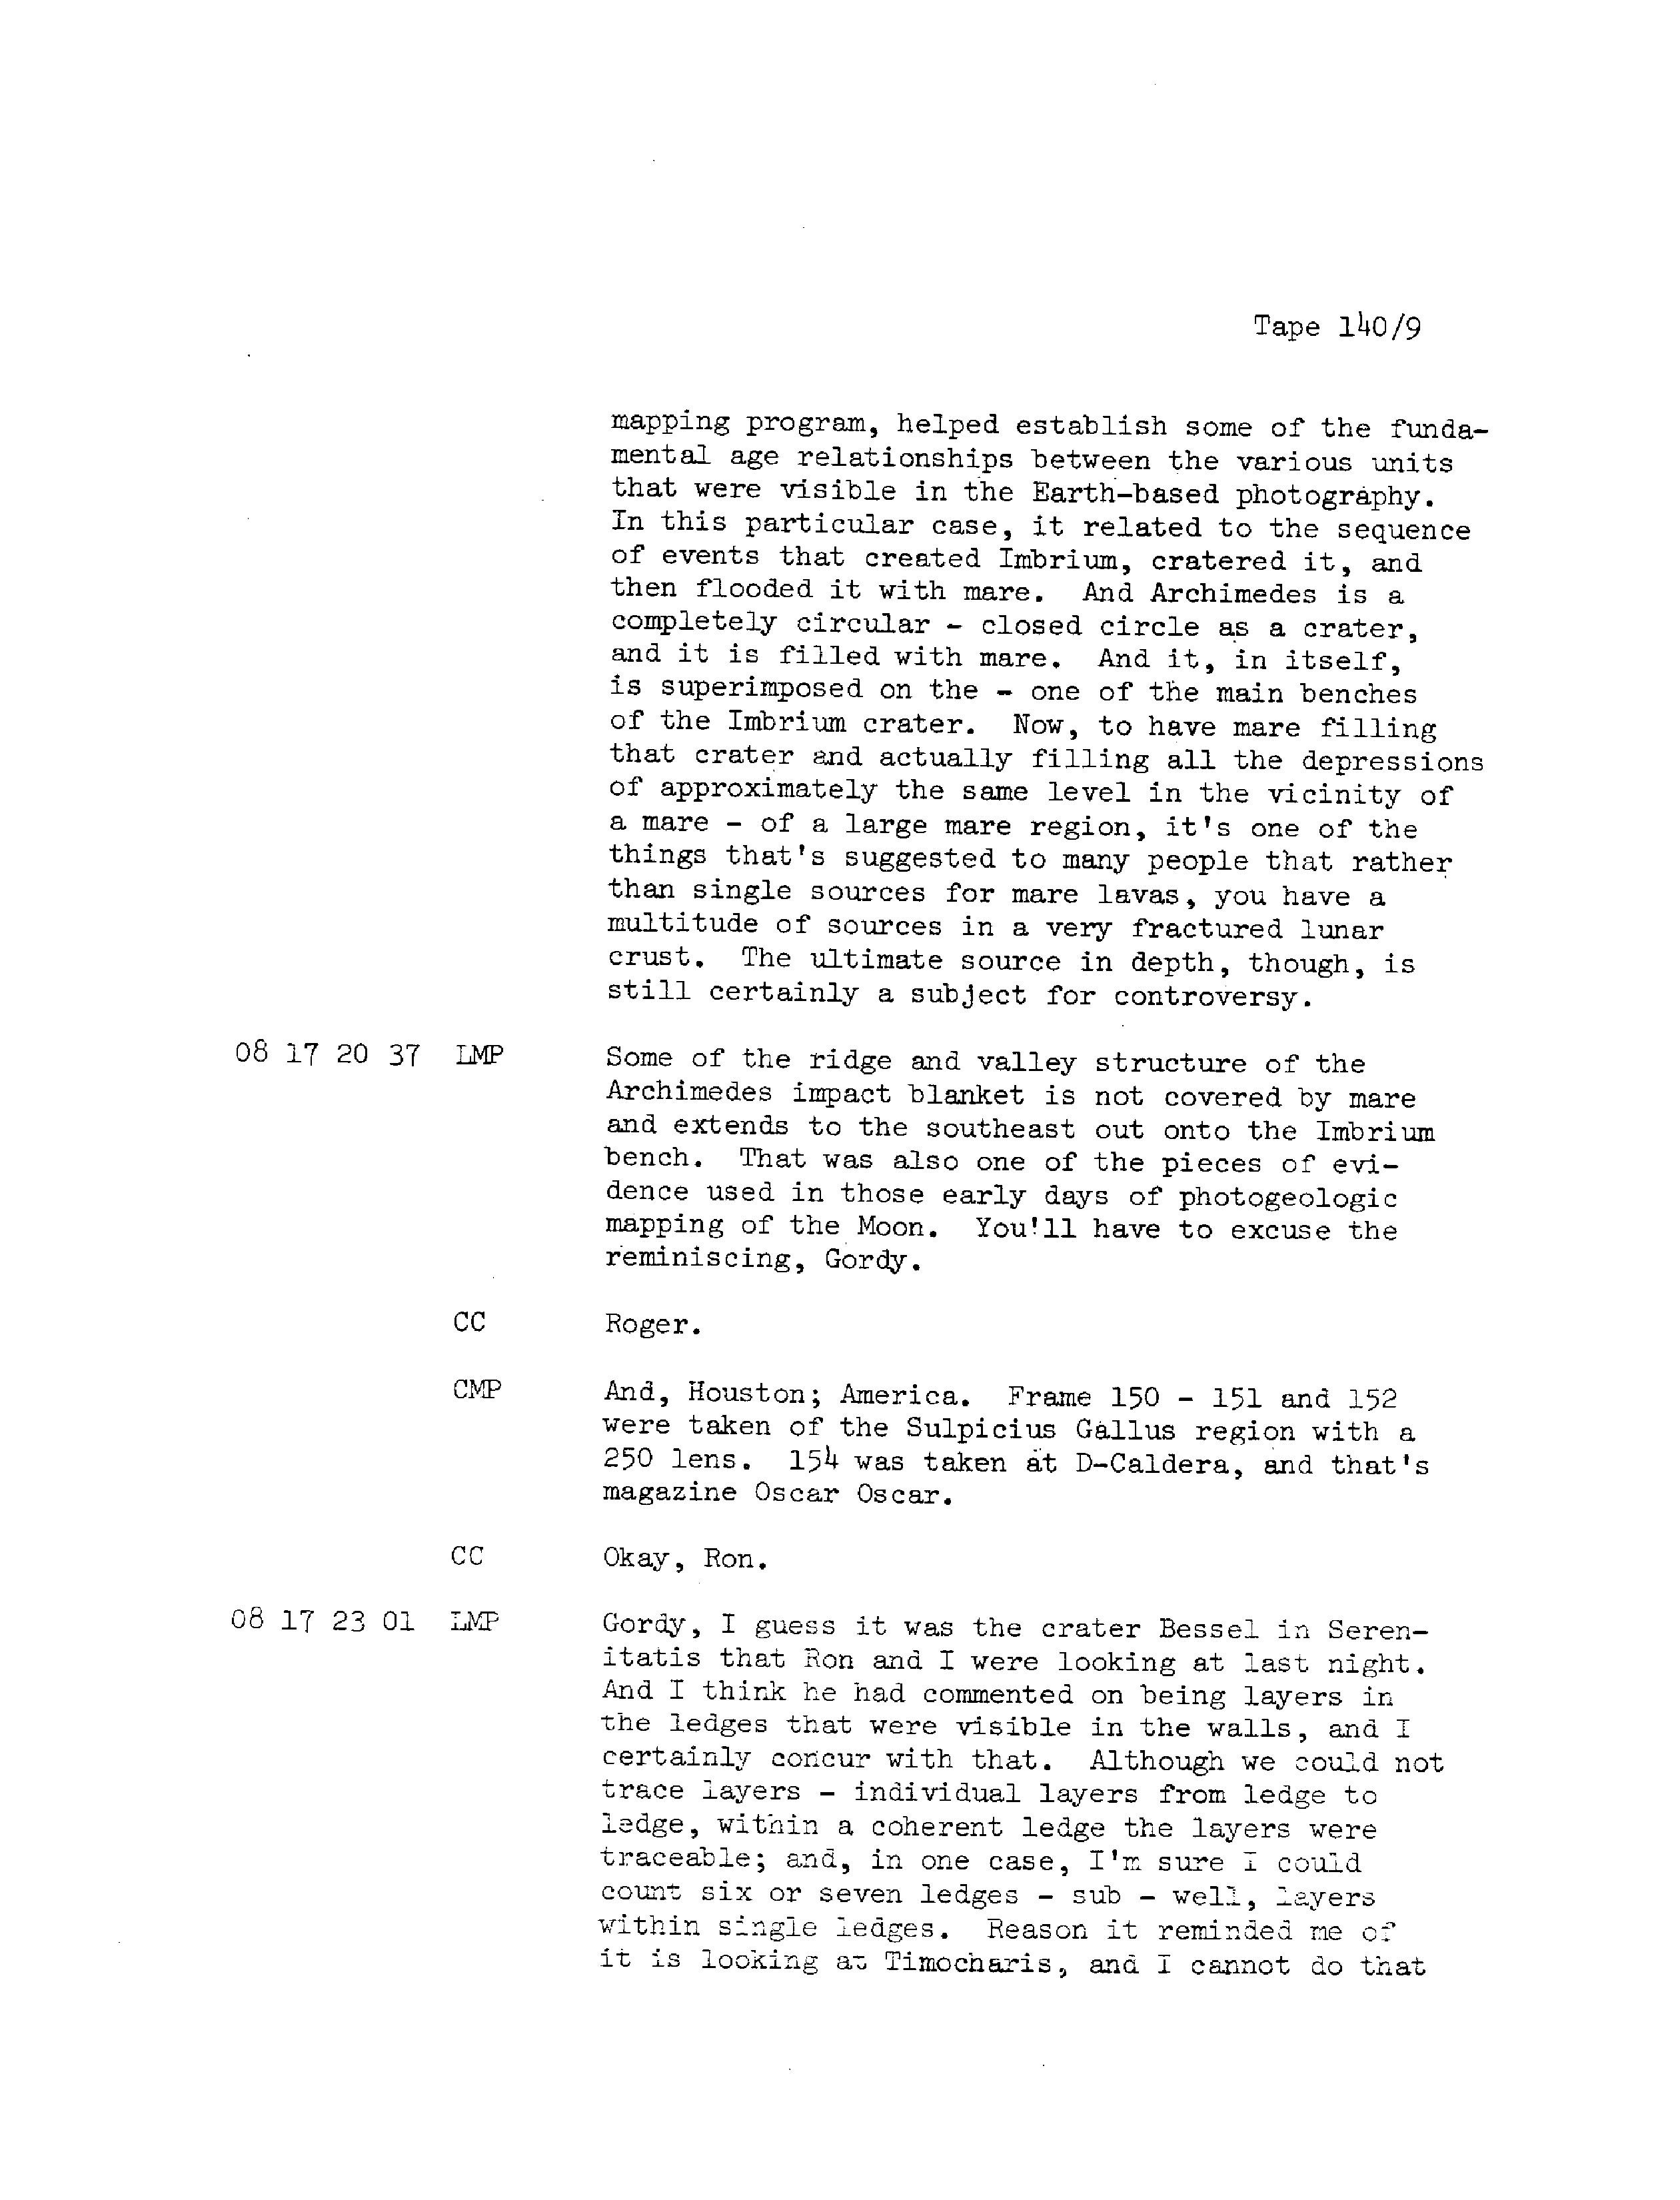 Tape 140/9
mapping program, helped establish some of the funda-
mental age relationships between the various units
that were visible in the Earth-based photography.
In this particular case, it related to the sequence
of events that created Imbrium, cratered it, and
then flooded it with mare. And Archimedes is a
completely circular - closed circle as a crater,
and it is filled with mare. And it, in itself,
is superimposed on the - one of the main benches
of the Imbrium crater. Now, to have mare filling
that crater and actually filling all the depressions
of approximately the same level in the vicinity of
a mare - of a large mare region, it's one of the
things that's suggested to many people that rather
than single sources for mare lavas, you have a
multitude of sources in a very fractured lunar
crust. The ultimate source in depth, though, is
still certainly a subject for controversy.
08 17 20 37 LMP Some of the ridge and valley structure of the
Archimedes impact blanket is not covered by mare
and extends to the southeast out onto the Imbrium
bench. That was also one of the pieces of evi-
dence used in those early days of photogeologic
mapping of the Moon. You'll have to excuse the
reminiscing, Gordy.
CC Roger.
CMP And, Houston; America. Frame 150 - 151 and 152
were taken of the Sulpicius Gallus region with a
250 lens. 154 was taken at D-Caldera, and that's
magazine Oscar Oscar.
CC Okay, Ron.
08 17 23 01 LMP Gordy, I guess it was the crater Bessel in Seren-
itatis that Ron and I were looking at last night.
And I think he had commented on being layers in
the ledges that were visible in the walls, and I
certainly concur with that. Although we could not
trace layers - individual layers from ledge to
ledge, within a coherent ledge the layers were
traceable; and, in one case, I'm sure I could
count six or seven ledges - sub - well, layers
within single ledges. Reason it reminded me of
it is looking at Timocharis, and I cannot do that